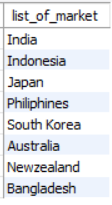 list_of_market
India
Indonesia
Japan
Philiphines
South Korea
Australia
Newzealand
Bangladesh